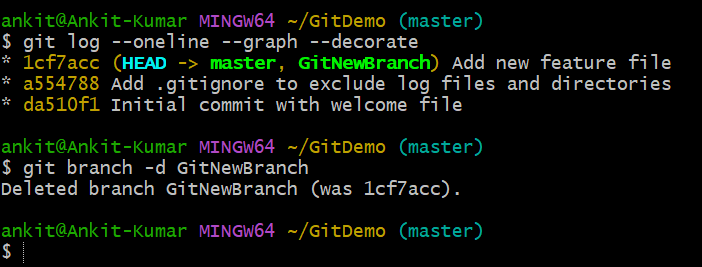 ankit@Ankit-Kumar MINGW64 ~/GitDemo (master)
$ git log --oneline --graph --decorate
* 1cf7acc (HEAD -> master, GitNewBranch) Add new feature file
* a554788 Add .gitignore to exclude log files and directories
* da510f1 Initial commit with welcome file
ankit@Ankit-Kumar MINGW64 ~/GitDemo (master)
$ git branch -d GitNewBranch
Deleted branch GitNewBranch (was 1cf7acc).
ankit@Ankit-Kumar MINGW64 ~/GitDemo (master)
$